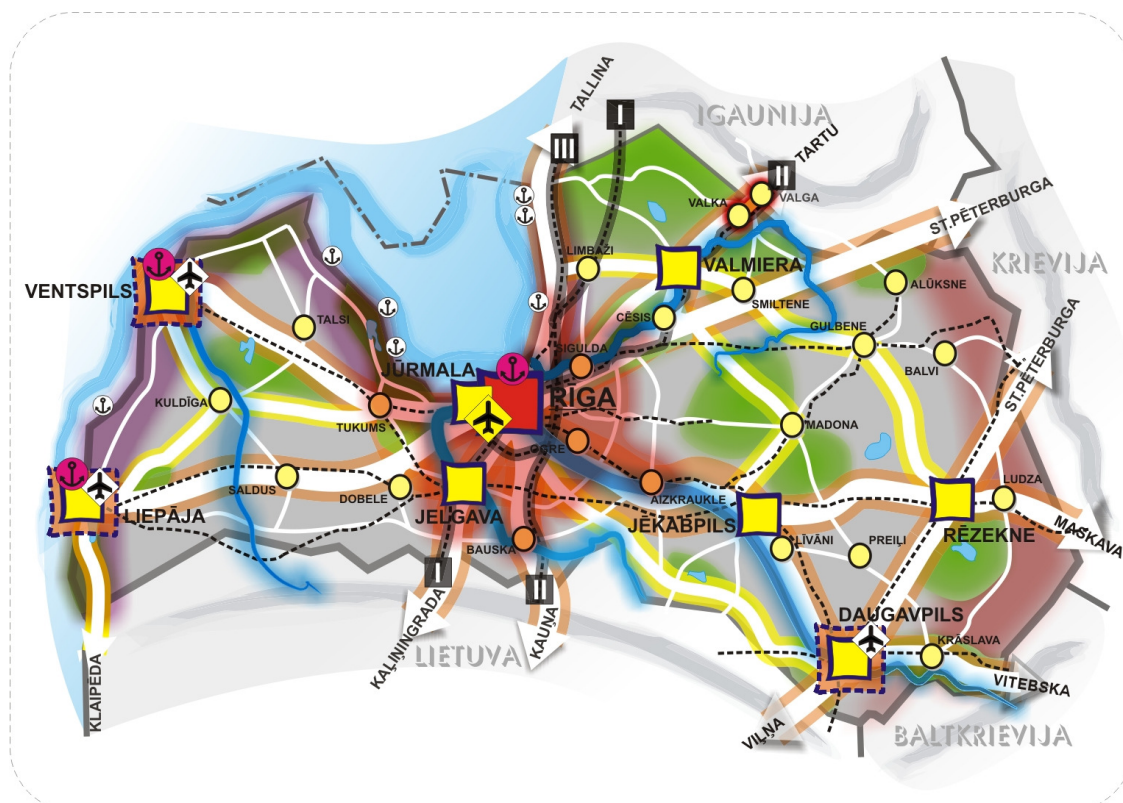 TALLINA
I
III
IGAUNIJA
TARTU
II
VALKA
VALGA
ST.PĒTERBURGA
KRIEVIJA
LIMBAŽI
VALMIERA
VENTSPILS
ALŪKSNE
SMILTENE
TALSI
CĒSIS
GULBENE
ST.PĒTERBURGA
SIGULDA
JŪRMALA
BALVI
RĪGA
KULDĪGA
TUKUMS
MADONA
OGRE
SALDUS
DOBELE
AIZKRAUKLE
LUDZA
LIEPĀJA
JELGAVA
JĒKABPILS
RĒZEKNE
MASKAVA
BAUSKA
LĪVĀNI
PREIĻI
I
II
KAĻIŅINGRADA
LIETUVA
KAUŅA
DAUGAVPILS
KRĀSLAVA
KLAIPĒDA
VITEBSKA
VIĻŅA
BALTKRIEVIJA